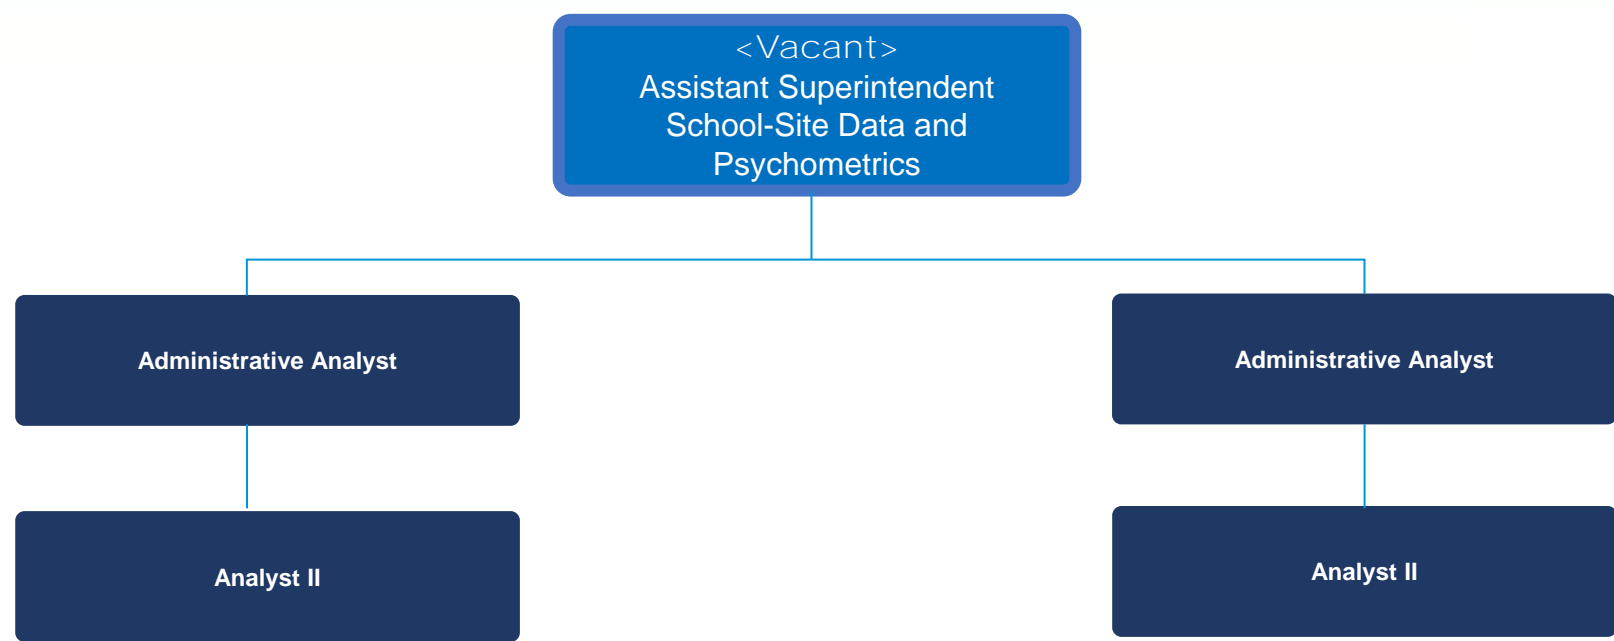 <Vacant>
Assistant Superintendent
School-Site Data and
Psychometrics
Administrative Analyst
Administrative Analyst
Analyst II
Analyst II